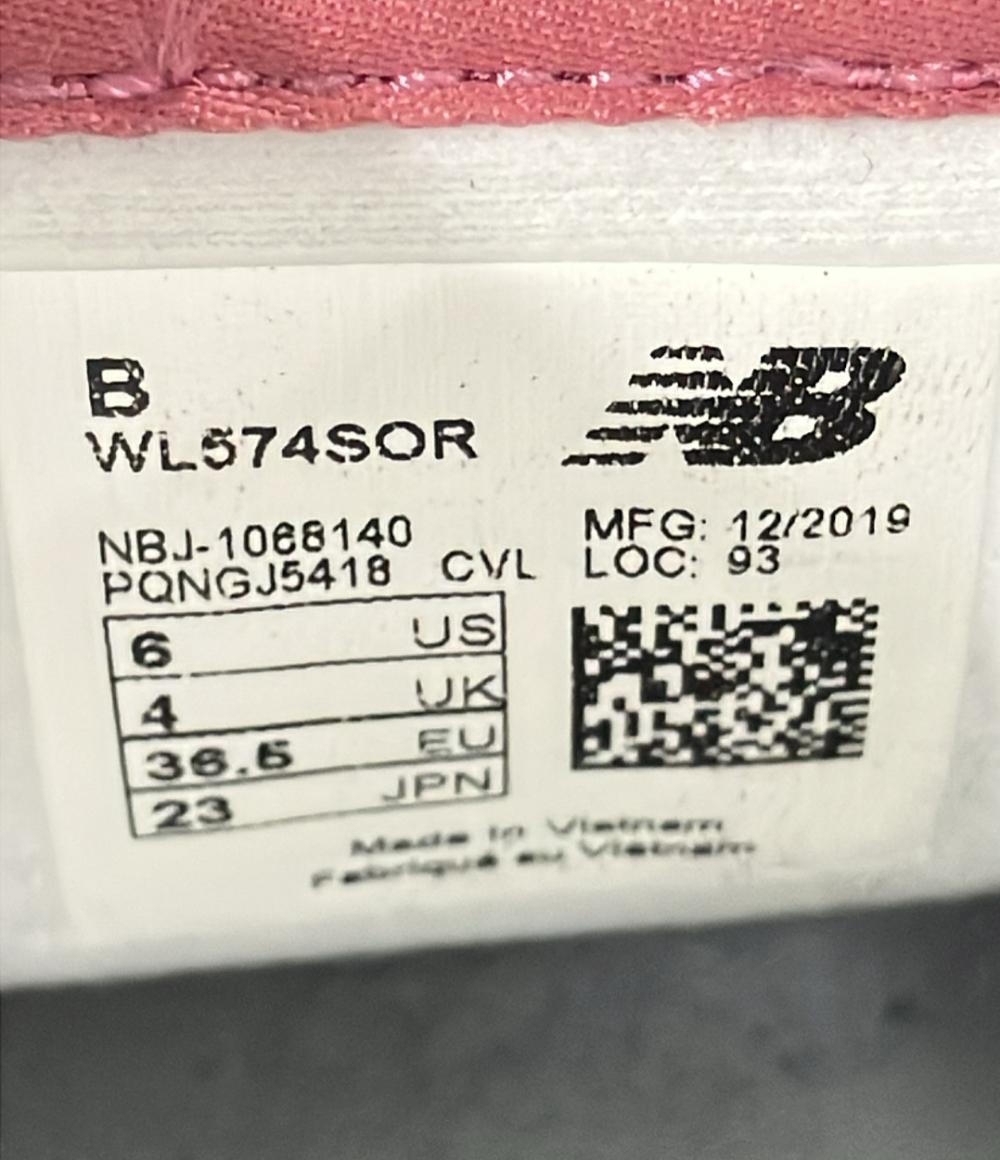 B
WL574SOR
NB
NBJ-1068140
PQNGJ5418 CVL
MFG: 12/2019
LOC: 93
6 US
4 UK
36.5 EU
23 JPN
Made in Vietnam
Fabriqué au Vietnam